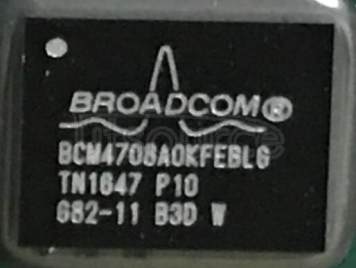 BROADCOM®
BCM4708A0KFEBLG
TN1647 P10
G82-11 B3D W